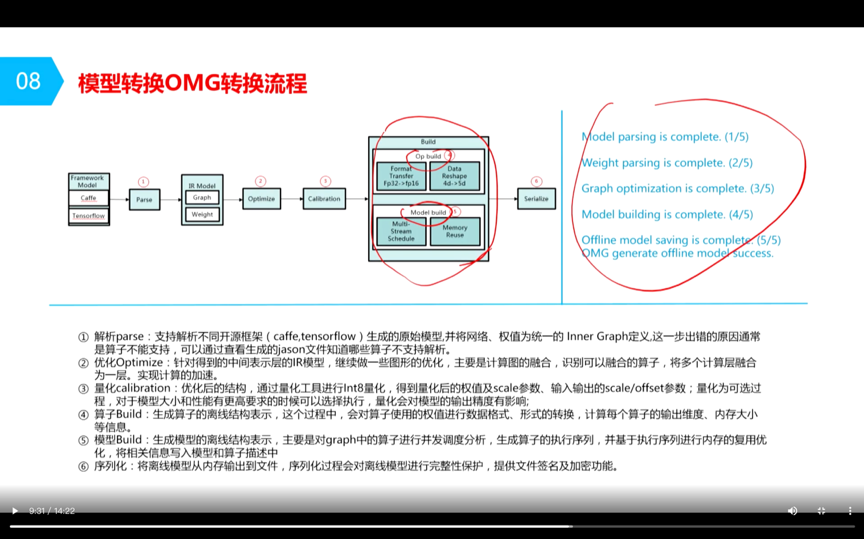 08
模型转换OMG转换流程
Framework
Model
Caffe
Tensorflow
①
Parse
IR Model
Graph
Weight
②
Optimize
③
Calibration
Build
Op build
④
Format
Transfer
Fp32->fp16
Data
Reshape
4d->5d
Model build
⑤
Multi-
Stream
Schedule
Memory
Reuse
⑥
Serialize
Model parsing is complete. (1/5)
Weight parsing is complete. (2/5)
Graph optimization is complete. (3/5)
Model building is complete. (4/5)
Offline model saving is complete. (5/5)
OMG generate offline model success.
① 解析parse：支持解析不同开源框架（caffe,tensorflow）生成的原始模型,并将网络、权值为统一的 Inner Graph定义,这一步出错的原因通常
是算子不能支持，可以通过查看生成的jason文件知道哪些算子不支持解析。
② 优化Optimize：针对得到的中间表示层的IR模型，继续做一些图形的优化，主要是计算图的融合，识别可以融合的算子，将多个计算层融合
为一层。实现计算的加速。
③ 量化calibration：优化后的结构，通过量化工具进行Int8量化，得到量化后的权值及scale参数、输入输出的scale/offset参数；量化为可选过
程，对于模型大小和性能有更高要求的时候可以选择执行，量化会对模型的输出精度有影响;
④ 算子Build：生成算子的离线结构表示，这个过程中，会对算子使用的权值进行数据格式、形式的转换，计算每个算子的输出维度、内存大小
等信息。
⑤ 模型Build：生成模型的离线结构表示，主要是对graph中的算子进行并发调度分析，生成算子的执行序列，并基于执行序列进行内存的复用优
化，将相关信息写入模型和算子描述中
⑥ 序列化：将离线模型从内存输出到文件，序列化过程会对离线模型进行完整性保护，提供文件签名及加密功能。
9:31 / 14:22